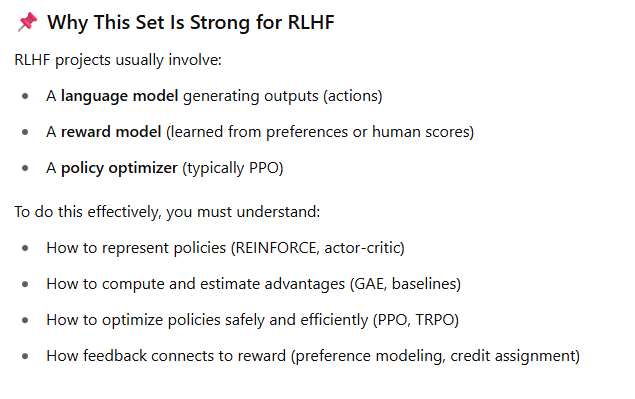 📌 Why This Set Is Strong for RLHF
RLHF projects usually involve:
• A language model generating outputs (actions)
• A reward model (learned from preferences or human scores)
• A policy optimizer (typically PPO)
To do this effectively, you must understand:
• How to represent policies (REINFORCE, actor-critic)
• How to compute and estimate advantages (GAE, baselines)
• How to optimize policies safely and efficiently (PPO, TRPO)
• How feedback connects to reward (preference modeling, credit assignment)